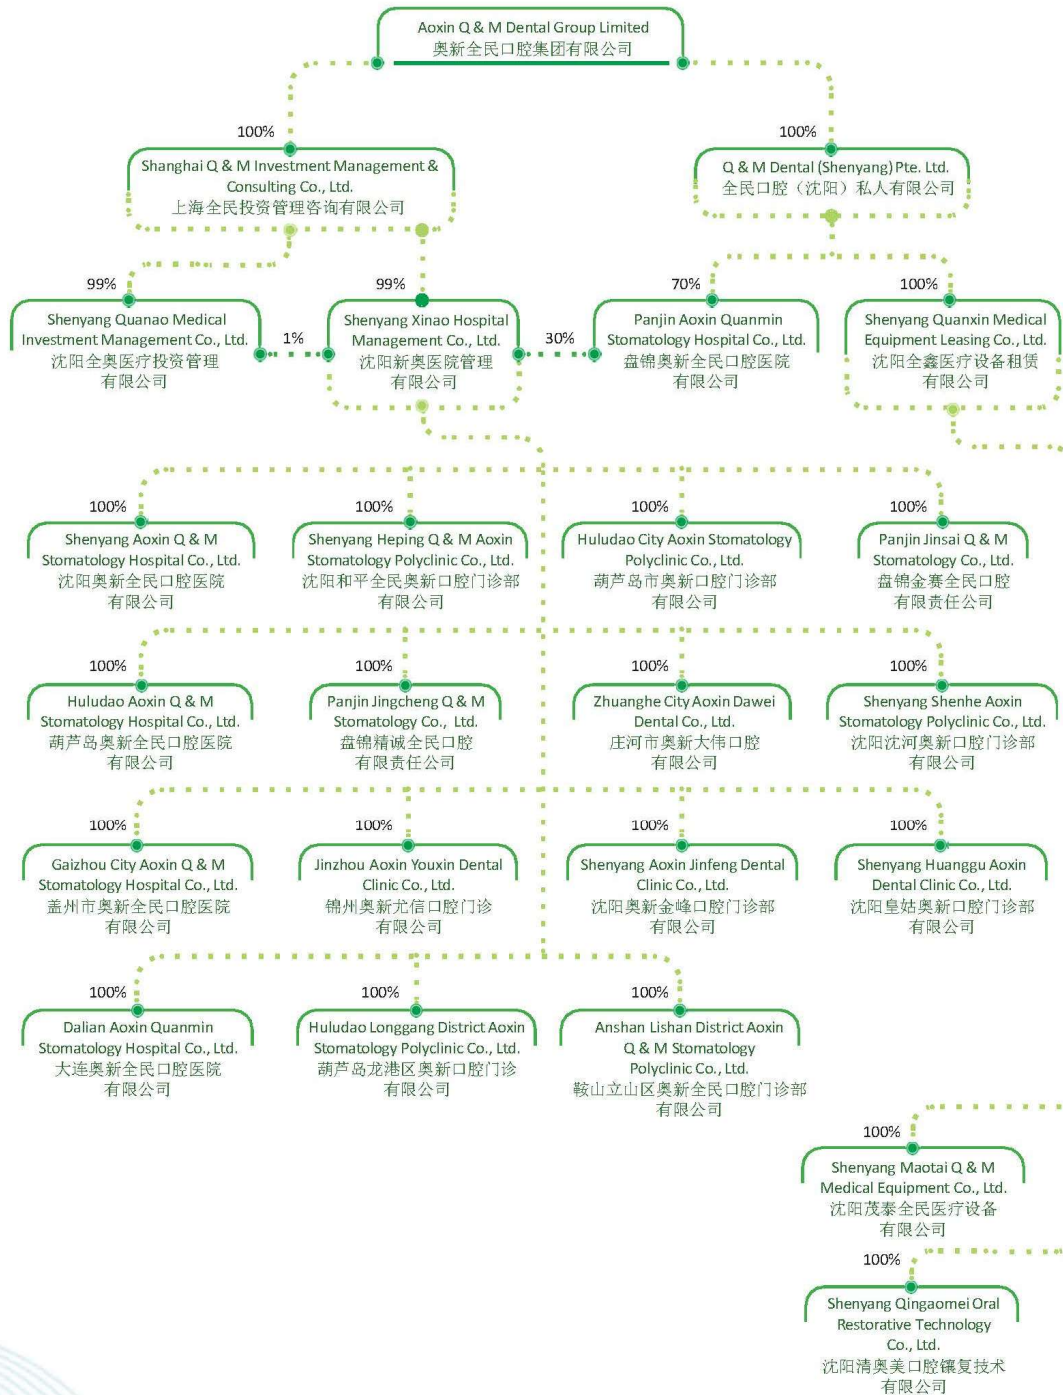 Aoxin Q & M Dental Group Limited
奥新全民口腔集团有限公司
100%
Shanghai Q & M Investment Management &
Consulting Co., Ltd.
上海全民投资管理咨询有限公司
100%
Q & M Dental (Shenyang) Pte. Ltd.
全民口腔（沈阳）私人有限公司
99%
Shenyang Quanao Medical
Investment Management Co., Ltd.
沈阳全奥医疗投资管理
有限公司
1%
99%
Shenyang Xinao Hospital
Management Co., Ltd.
沈阳新奥医院管理
有限公司
30%
70%
Panjin Aoxin Quanmin
Stomatology Hospital Co., Ltd.
盘锦奥新全民口腔医院
有限公司
100%
Shenyang Quanxin Medical
Equipment Leasing Co., Ltd.
沈阳全鑫医疗设备租赁
有限公司
100%
Shenyang Aoxin Q & M
Stomatology Hospital Co., Ltd.
沈阳奥新全民口腔医院
有限公司
100%
Shenyang Heping Q & M Aoxin
Stomatology Polyclinic Co., Ltd.
沈阳和平全民奥新口腔门诊部
有限公司
100%
Huludao City Aoxin Stomatology
Polyclinic Co., Ltd.
葫芦岛市奥新口腔门诊部
有限公司
100%
Panjin Jinsai Q & M
Stomatology Co., Ltd.
盘锦金赛全民口腔
有限责任公司
100%
Huludao Aoxin Q & M
Stomatology Hospital Co., Ltd.
葫芦岛奥新全民口腔医院
有限公司
100%
Panjin Jingcheng Q & M
Stomatology Co., Ltd.
盘锦精诚全民口腔
有限责任公司
100%
Zhuanghe City Aoxin Dawei
Dental Co., Ltd.
庄河市奥新大伟口腔
有限公司
100%
Shenyang Shenhe Aoxin
Stomatology Polyclinic Co., Ltd.
沈阳沈河奥新口腔门诊部
有限公司
100%
Gaizhou City Aoxin Q & M
Stomatology Hospital Co., Ltd.
盖州市奥新全民口腔医院
有限公司
100%
Jinzhou Aoxin Youxin Dental
Clinic Co., Ltd.
锦州奥新尤信口腔门诊
有限公司
100%
Shenyang Aoxin Jinfeng Dental
Clinic Co., Ltd.
沈阳奥新金峰口腔门诊部
有限公司
100%
Shenyang Huanggu Aoxin
Dental Clinic Co., Ltd.
沈阳皇姑奥新口腔门诊部
有限公司
100%
Dalian Aoxin Quanmin
Stomatology Hospital Co., Ltd.
大连奥新全民口腔医院
有限公司
100%
Huludao Longgang District Aoxin
Stomatology Polyclinic Co., Ltd.
葫芦岛龙港区奥新口腔门诊
有限公司
100%
Anshan Lishan District Aoxin
Q & M Stomatology
Polyclinic Co., Ltd.
鞍山立山区奥新全民口腔门诊部
有限公司
100%
Shenyang Maotai Q & M
Medical Equipment Co., Ltd.
沈阳茂泰全民医疗设备
有限公司
100%
Shenyang Qingaomei Oral
Restorative Technology
Co., Ltd.
沈阳清奥美口腔镶复技术
有限公司